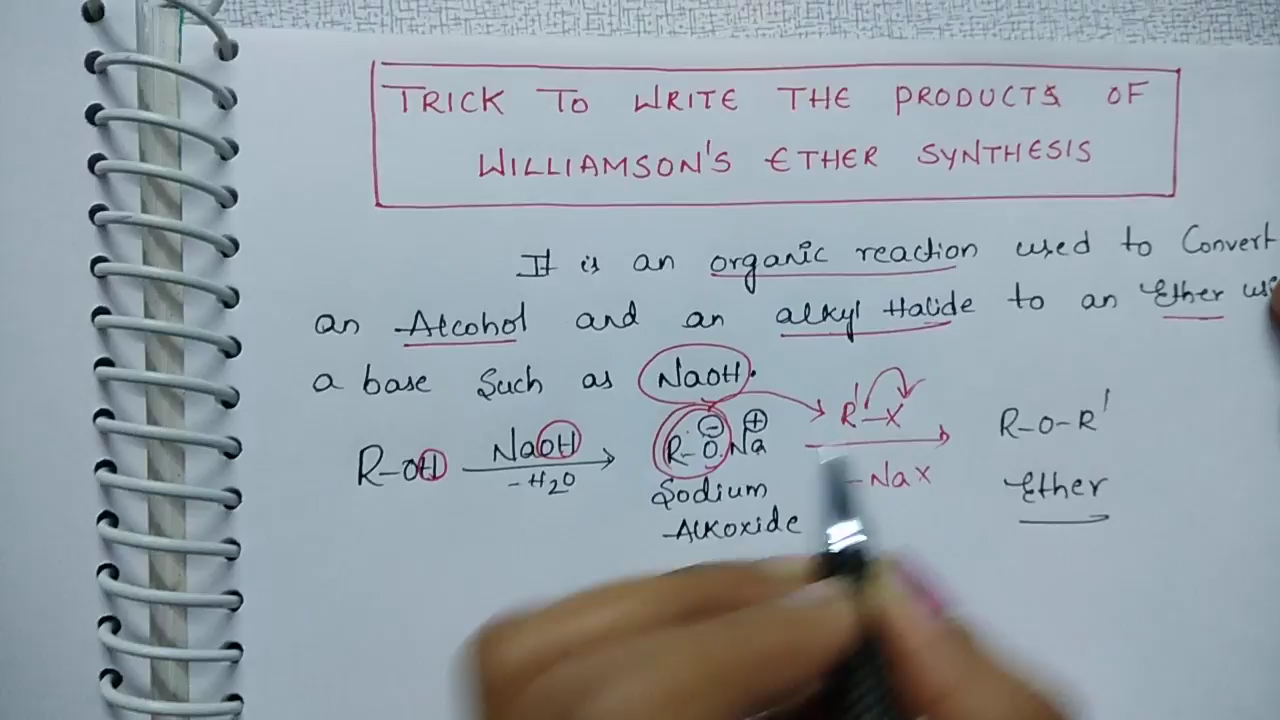 TRICK TO WRITE THE PRODUCTS OF
WILLIAMSON'S ETHER SYNTHESIS
It is an organic reaction used to Convert
an Alcohol and an alkyl Halide to an Ether
a base Such as NaOH.
R-OH NaOH -H2O R-O⊖ Na⊕ R'-X -NaX R-O-R'
Sodium Ether
Alkoxide